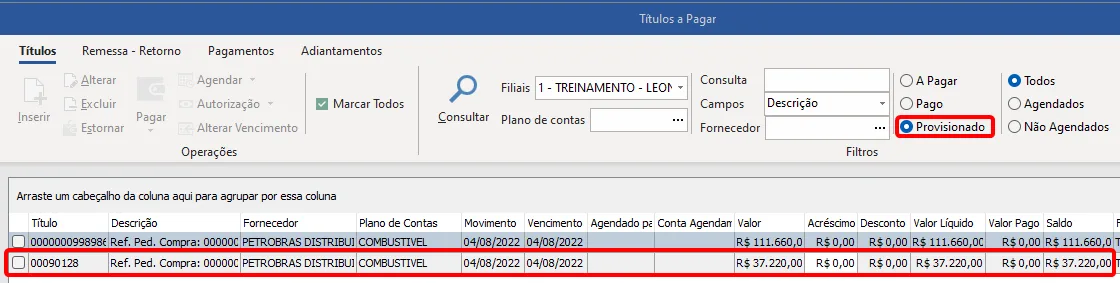 Títulos a Pagar
Títulos Remessa - Retorno Pagamentos Adiantamentos
Inserir
Alterar
Excluir
Estornar
Pagar
Agendar
Autorização
Alterar Vencimento
Operações
Marcar Todos
Consultar
Filiais 1 - TREINAMENTO - LEON
Plano de contas ...
Consulta
Campos Descrição
Fornecedor ...
A Pagar
Pago
Provisionado
Todos
Agendados
Não Agendados
Filtros
Arraste um cabeçalho da coluna aqui para agrupar por essa coluna
Título Descrição Fornecedor Plano de Contas Movimento Vencimento Agendado pa Conta Agendam Valor Acréscimo Desconto Valor Líquido Valor Pago Saldo F
0000000998986 Ref. Ped. Compra: 000000 PETROBRAS DISTRIBUI COMBUSTIVEL 04/08/2022 04/08/2022 R$ 111.660,0 R$ 0,00 R$ 0,00 R$ 111.660,0 R$ 0,00 R$ 111.660,0 T
00090128 Ref. Ped. Compra: 000000 PETROBRAS DISTRIBUI COMBUSTIVEL 04/08/2022 04/08/2022 R$ 37.220,00 R$ 0,00 R$ 0,00 R$ 37.220,00 R$ 0,00 R$ 37.220,00 T